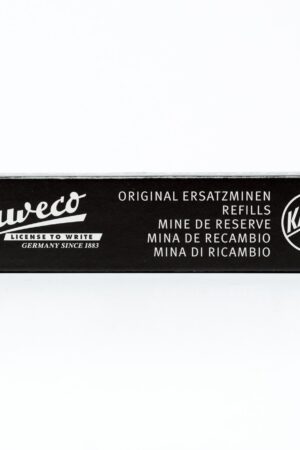 aweco
LICENSE TO WRITE
GERMANY SINCE 1883
ORIGINAL ERSATZMINEN
REFILLS
MINE DE RESERVE
MINA DE RECAMBIO
MINA DI RICAMBIO
KA